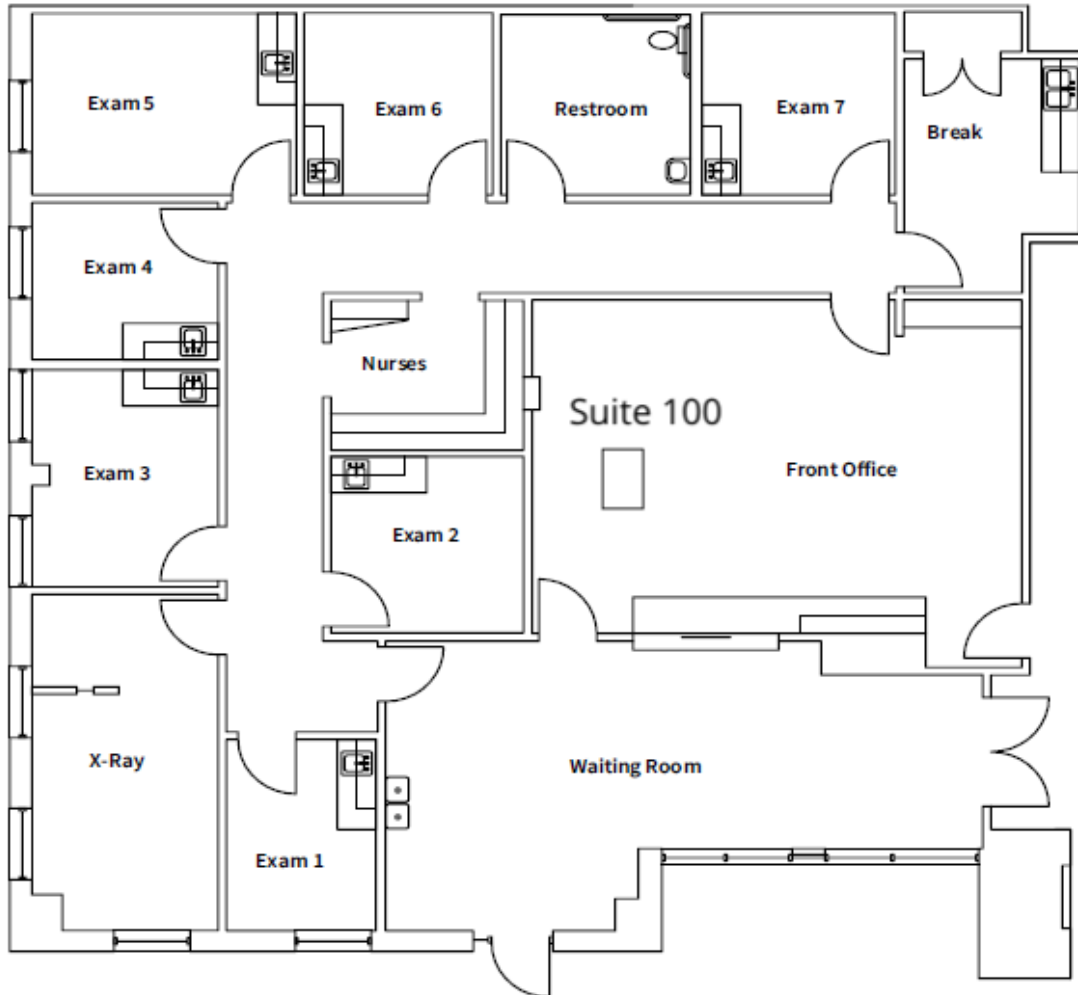 Exam 5
Exam 6
Restroom
Exam 7
Break
Exam 4
Nurses
Suite 100
Exam 3
Front Office
Exam 2
X-Ray
Waiting Room
Exam 1